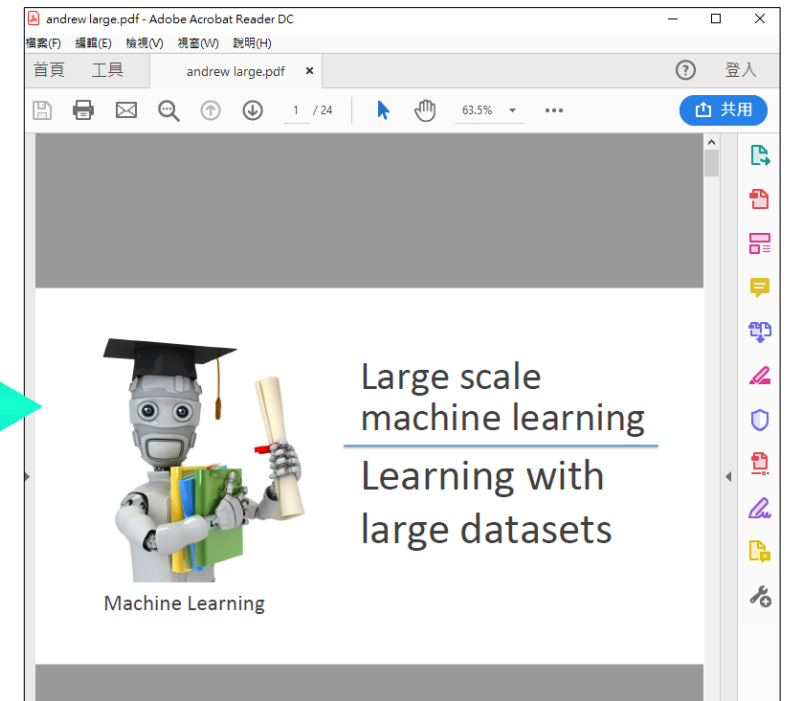 andrew large.pdf - Adobe Acrobat Reader DC
檔案(F) 編輯(E) 檢視(V) 視窗(W) 說明(H)
首頁 工具 andrew large.pdf × ? 登入
1 / 24 63.5% 共用
Large scale
machine learning
Learning with
large datasets
Machine Learning